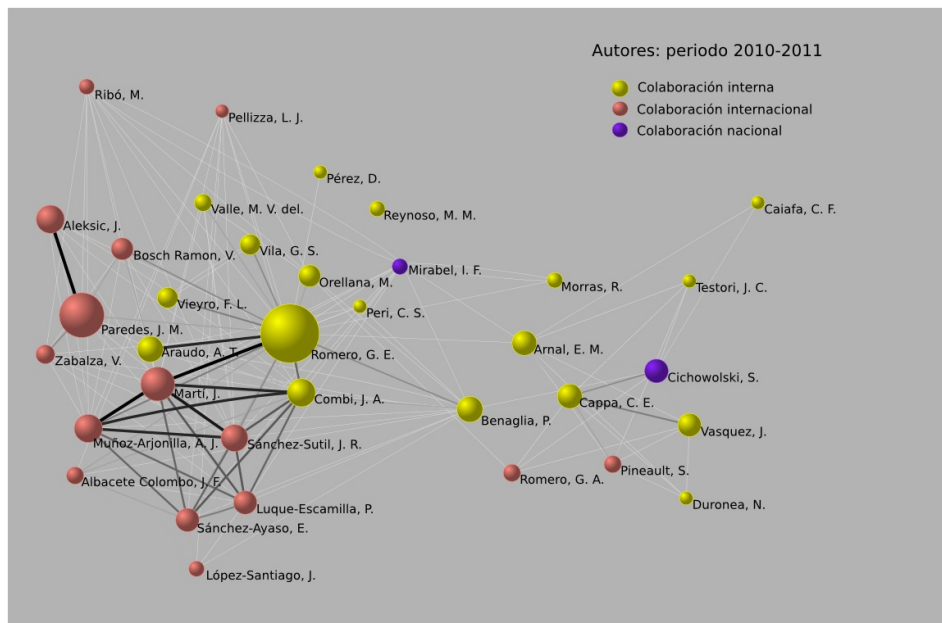 Autores: periodo 2010-2011
Colaboración interna
Colaboración internacional
Colaboración nacional
Ribó, M.
Pellizza, L. J.
Pérez, D.
Valle, M. V. del.
Reynoso, M. M.
Caiafa, C. F.
Aleksic, J.
Bosch Ramon, V.
Vila, G. S.
Mirabel, I. F.
Orellana, M.
Morras, R.
Testori, J. C.
Vieyro, F. L.
Peri, C. S.
Paredes, J. M.
Araudo, A. T.
Romero, G. E.
Arnal, E. M.
Zabalza, V.
Cichowolski, S.
Martí, J.
Combi, J. A.
Cappa, C. E.
Benaglia, P.
Vasquez, J.
Muñoz-Arjonilla, A. J.
Sánchez-Sutil, J. R.
Pineault, S.
Romero, G. A.
Albacete Colombo, J. F.
Duronea, N.
Luque-Escamilla, P.
Sánchez-Ayaso, E.
López-Santiago, J.